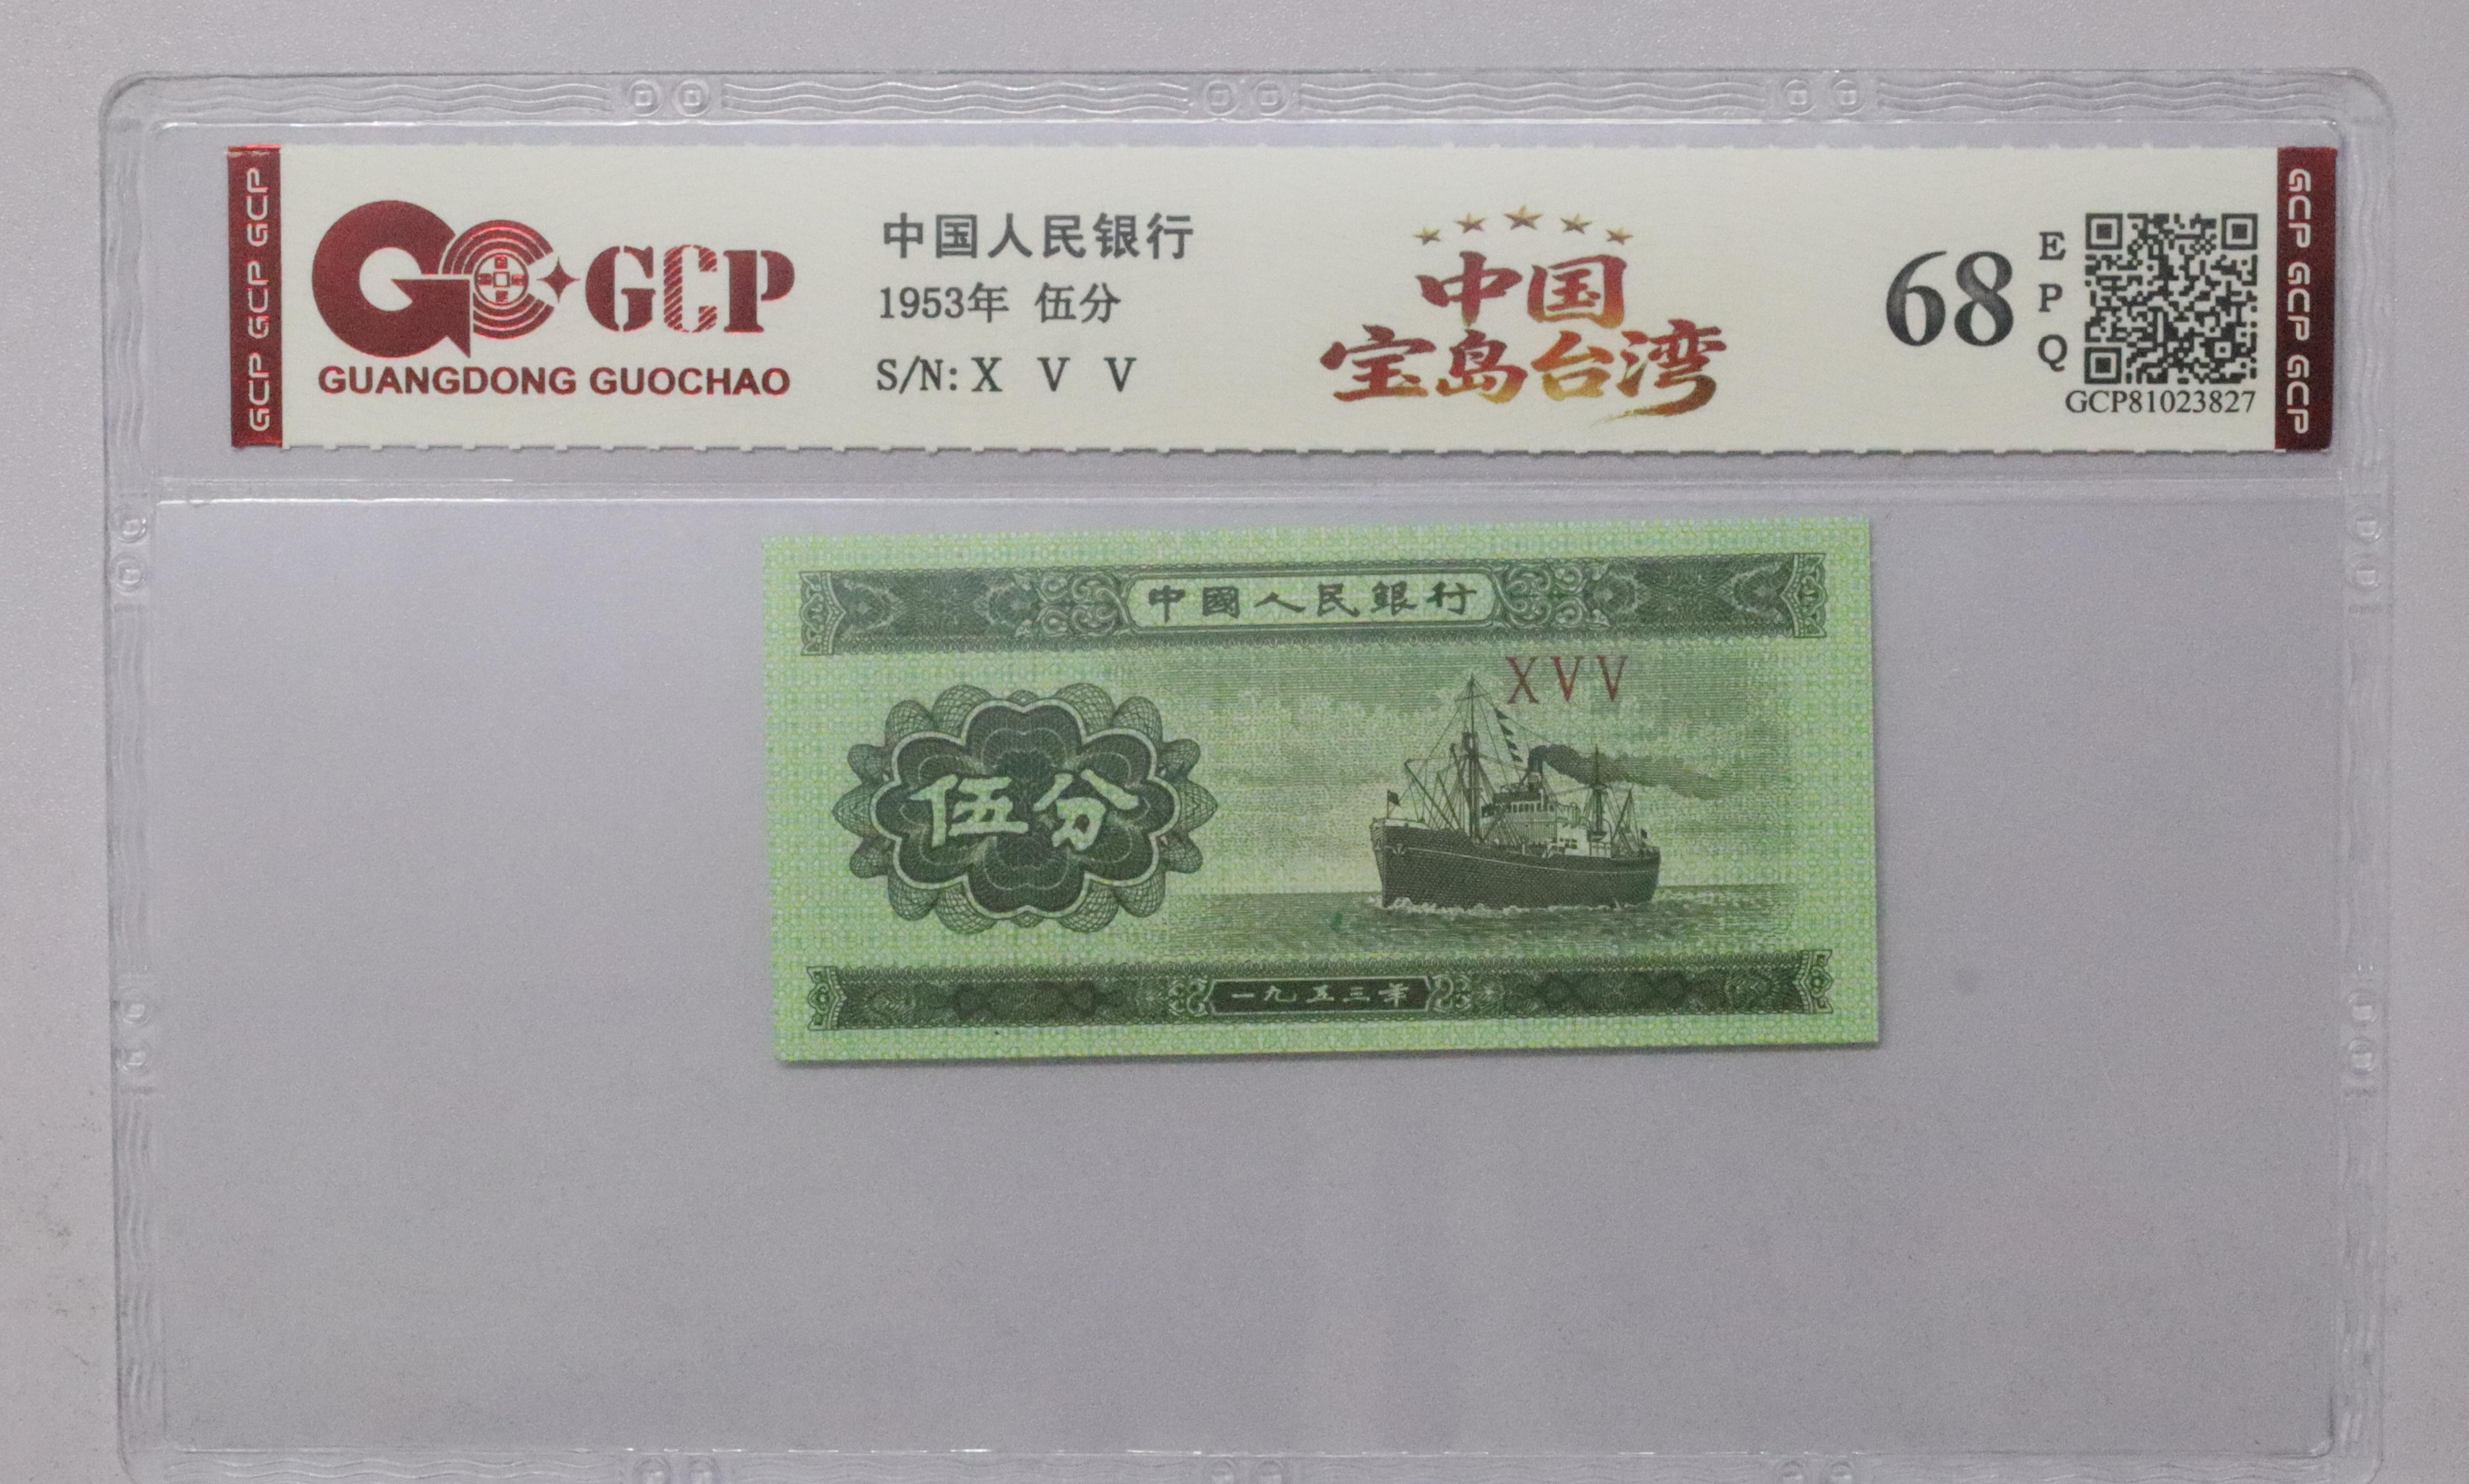 GCP GCP GCP
GCP
GUANGDONG GUOCHAO
中国人民银行
1953年 伍分
S/N: X V V
中国
宝岛台湾
68
E
P
Q
GCP81023827
GCP GCP GCP
中國人民銀行
XVV
伍分
一九五三年